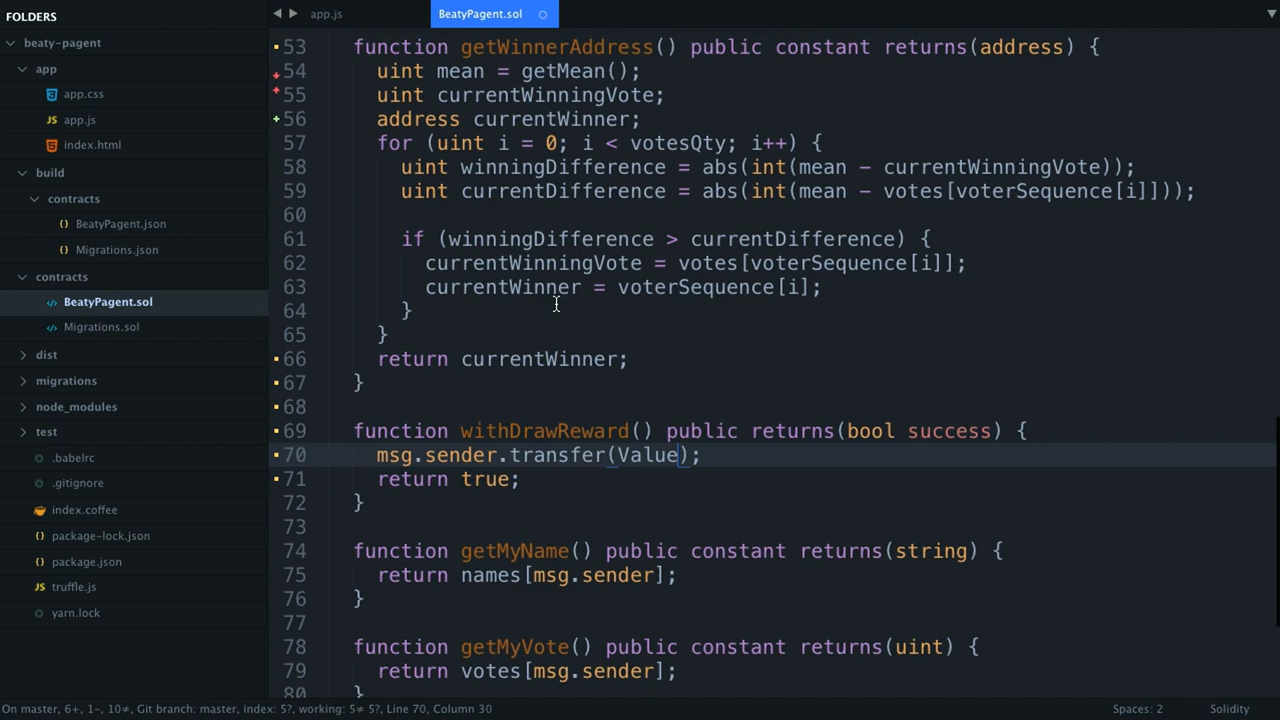 FOLDERS
beaty-pagent
app
app.css
app.js
index.html
build
contracts
BeatyPagent.json
Migrations.json
contracts
BeatyPagent.sol
Migrations.sol
dist
migrations
node_modules
test
.babelrc
.gitignore
index.coffee
package-lock.json
package.json
truffle.js
yarn.lock
app.js
BeatyPagent.sol
53 function getWinnerAddress() public constant returns(address) {
54 uint mean = getMean();
55 uint currentWinningVote;
56 address currentWinner;
57 for (uint i = 0; i < votesQty; i++) {
58 uint winningDifference = abs(int(mean - currentWinningVote));
59 uint currentDifference = abs(int(mean - votes[voterSequence[i]]));
60
61 if (winningDifference > currentDifference) {
62 currentWinningVote = votes[voterSequence[i]];
63 currentWinner = voterSequence[i];
64 }
65 }
66 return currentWinner;
67 }
68
69 function withDrawReward() public returns(bool success) {
70 msg.sender.transfer(Value);
71 return true;
72 }
73
74 function getMyName() public constant returns(string) {
75 return names[msg.sender];
76 }
77
78 function getMyVote() public constant returns(uint) {
79 return votes[msg.sender];
80 }
On master, 6+, 1-, 10≠, Git branch: master, index: 5?, working: 5≠ 5?, Line 70, Column 30
Spaces: 2
Solidity